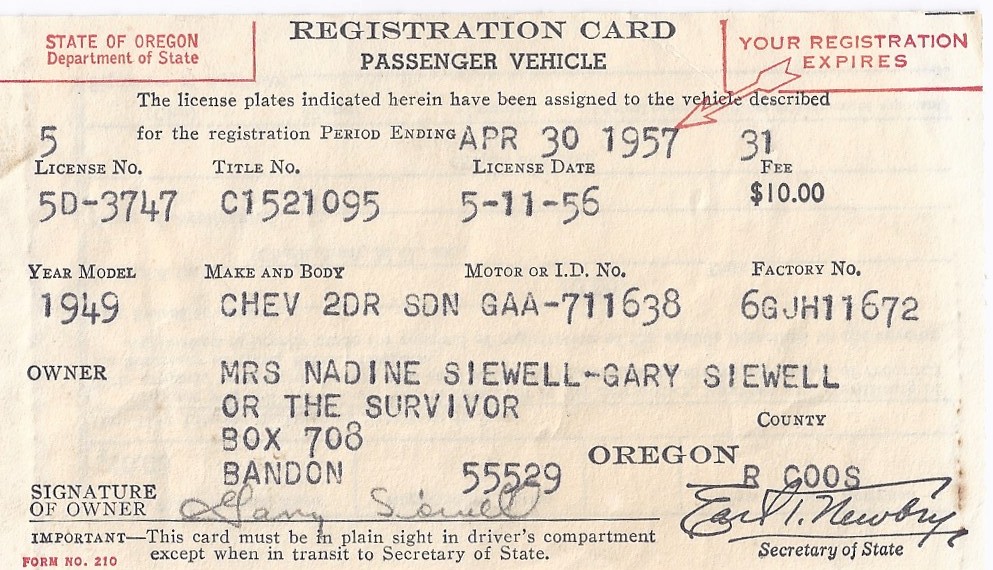 STATE OF OREGON
Department of State
REGISTRATION CARD
PASSENGER VEHICLE
YOUR REGISTRATION
EXPIRES
The license plates indicated herein have been assigned to the vehicle described
5 for the registration PERIOD ENDING APR 30 1957 31
LICENSE NO. TITLE NO. LICENSE DATE FEE
5D-3747 C1521095 5-11-56 $10.00
YEAR MODEL MAKE AND BODY MOTOR OR I.D. NO. FACTORY NO.
1949 CHEV 2DR SDN GAA-711638 6GJH11672
OWNER MRS NADINE SIEWELL-GARY SIEWELL
OR THE SURVIVOR
COUNTY
BOX 708
OREGON
BANDON 55529 R COOS
SIGNATURE
OF OWNER Gary Siewell
Earl T. Newbry
IMPORTANT—This card must be in plain sight in driver's compartment
except when in transit to Secretary of State.
Secretary of State
FORM NO. 210